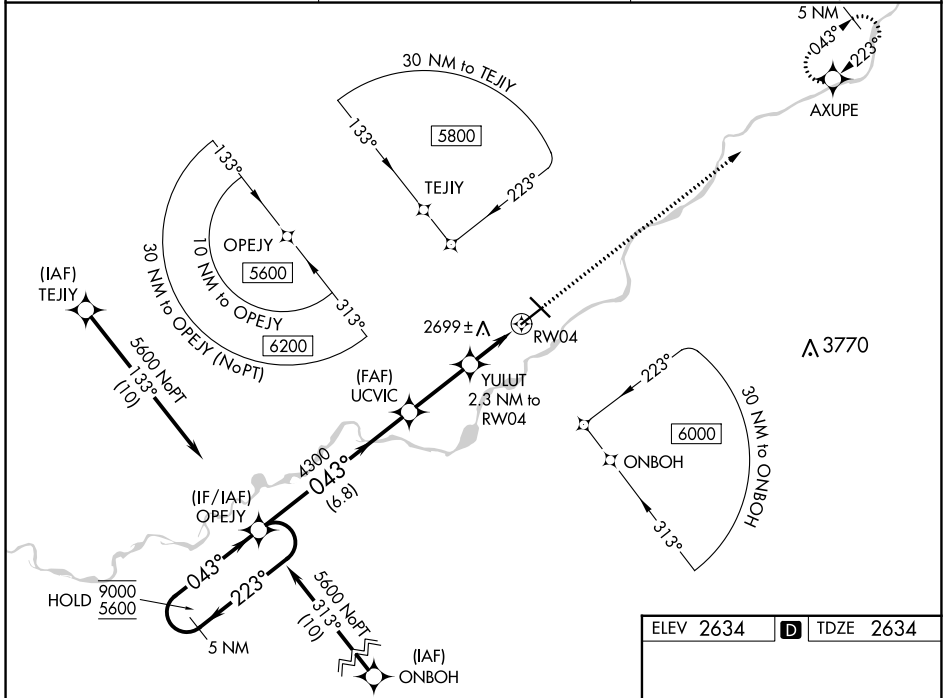 5 NM
043°
223°
AXUPE
30 NM to TEJIY
5800
133°
TEJIY
223°
133°
OPEJY
5600
10 NM to OPEJY
313°
30 NM to OPEJY (NoPT)
6200
(IAF)
TEJIY
5600 NoPT
133°
(10)
2699 ±
RW04
3770
(FAF)
UCVIC
YULUT
2.3 NM to
RW04
223°
6000
30 NM to ONBOH
ONBOH
313°
4300
043°
(6.8)
(IF/IAF)
OPEJY
043°
223°
HOLD
9000
5600
5 NM
5600 NoPT
313°
(10)
(IAF)
ONBOH
ELEV 2634 D TDZE 2634